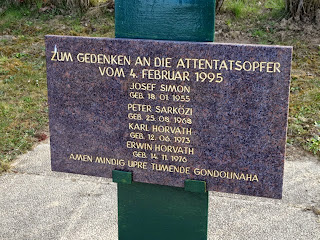 ZUM GEDENKEN AN DIE ATTENTATSOPFER
VOM 4. FEBRUAR 1995
JOSEF SIMON
GEB. 18.01.1955
PETER SARKÖZI
GEB. 25.08.1968
KARL HORVATH
GEB. 12.06.1973
ERWIN HORVATH
GEB. 14.11.1976
AMEN MINDIG UPRE TUMENDE GONDOLINAHA